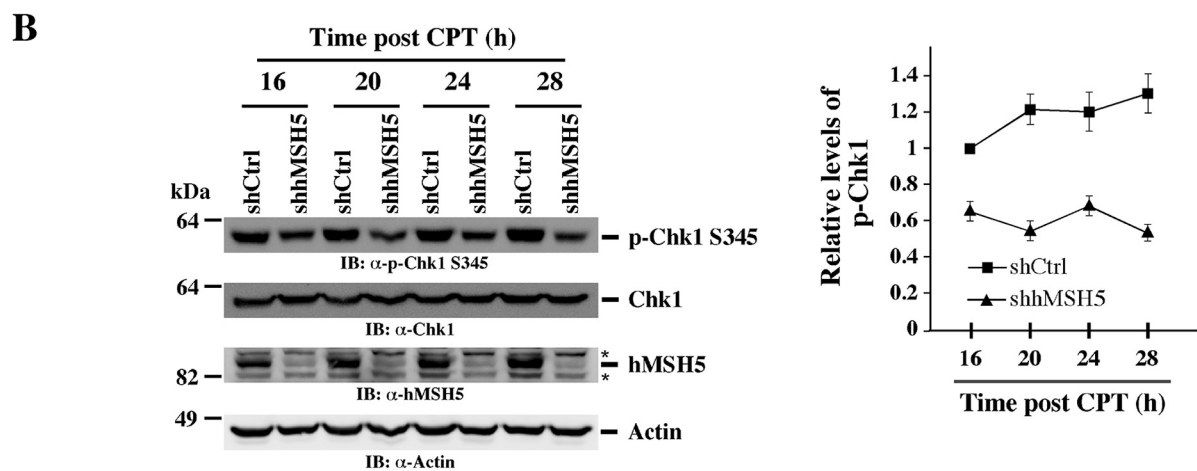 B
Time post CPT (h)
16 20 24 28
shCtrl shhMSH5 shCtrl shhMSH5 shCtrl shhMSH5 shCtrl shhMSH5
kDa
64
p-Chk1 S345
IB: α-p-Chk1 S345
64
Chk1
IB: α-Chk1
*
hMSH5
82
*
IB: α-hMSH5
49
Actin
IB: α-Actin
Relative levels of
p-Chk1
1.4
1.2
1
0.8
0.6
0.4
0.2
0
shCtrl
shhMSH5
16 20 24 28
Time post CPT (h)